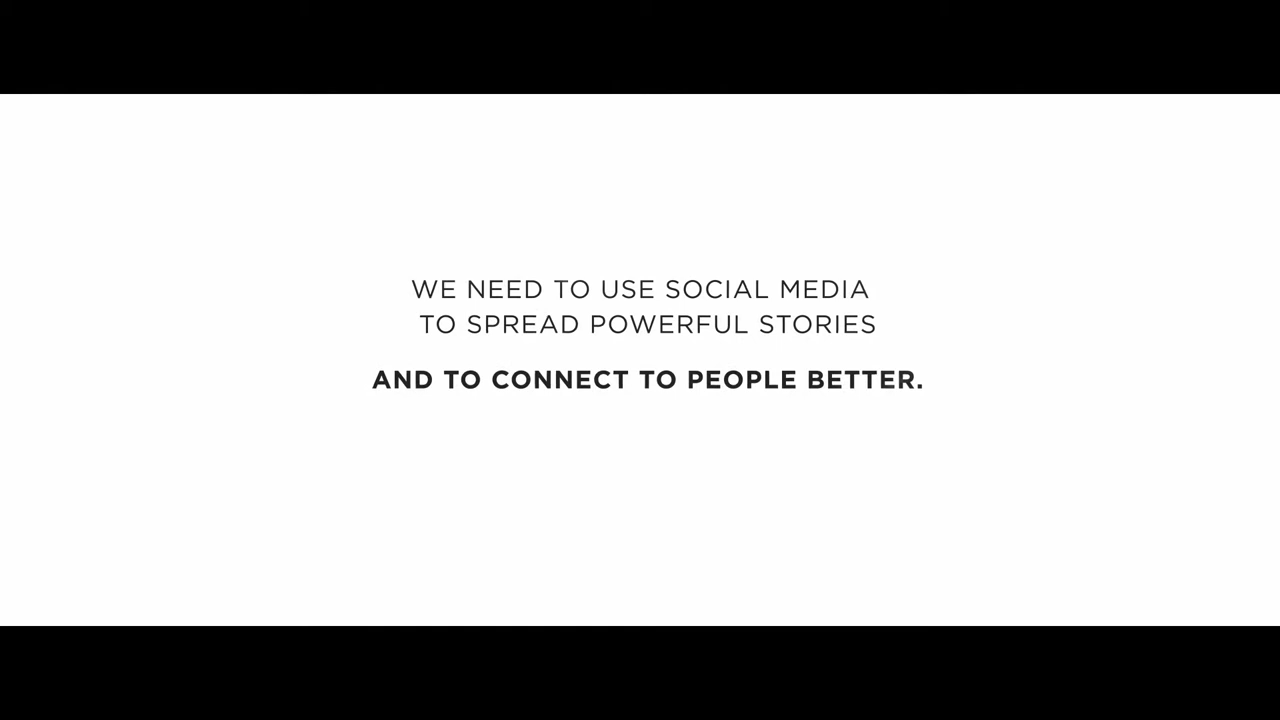 WE NEED TO USE SOCIAL MEDIA
TO SPREAD POWERFUL STORIES
AND TO CONNECT TO PEOPLE BETTER.